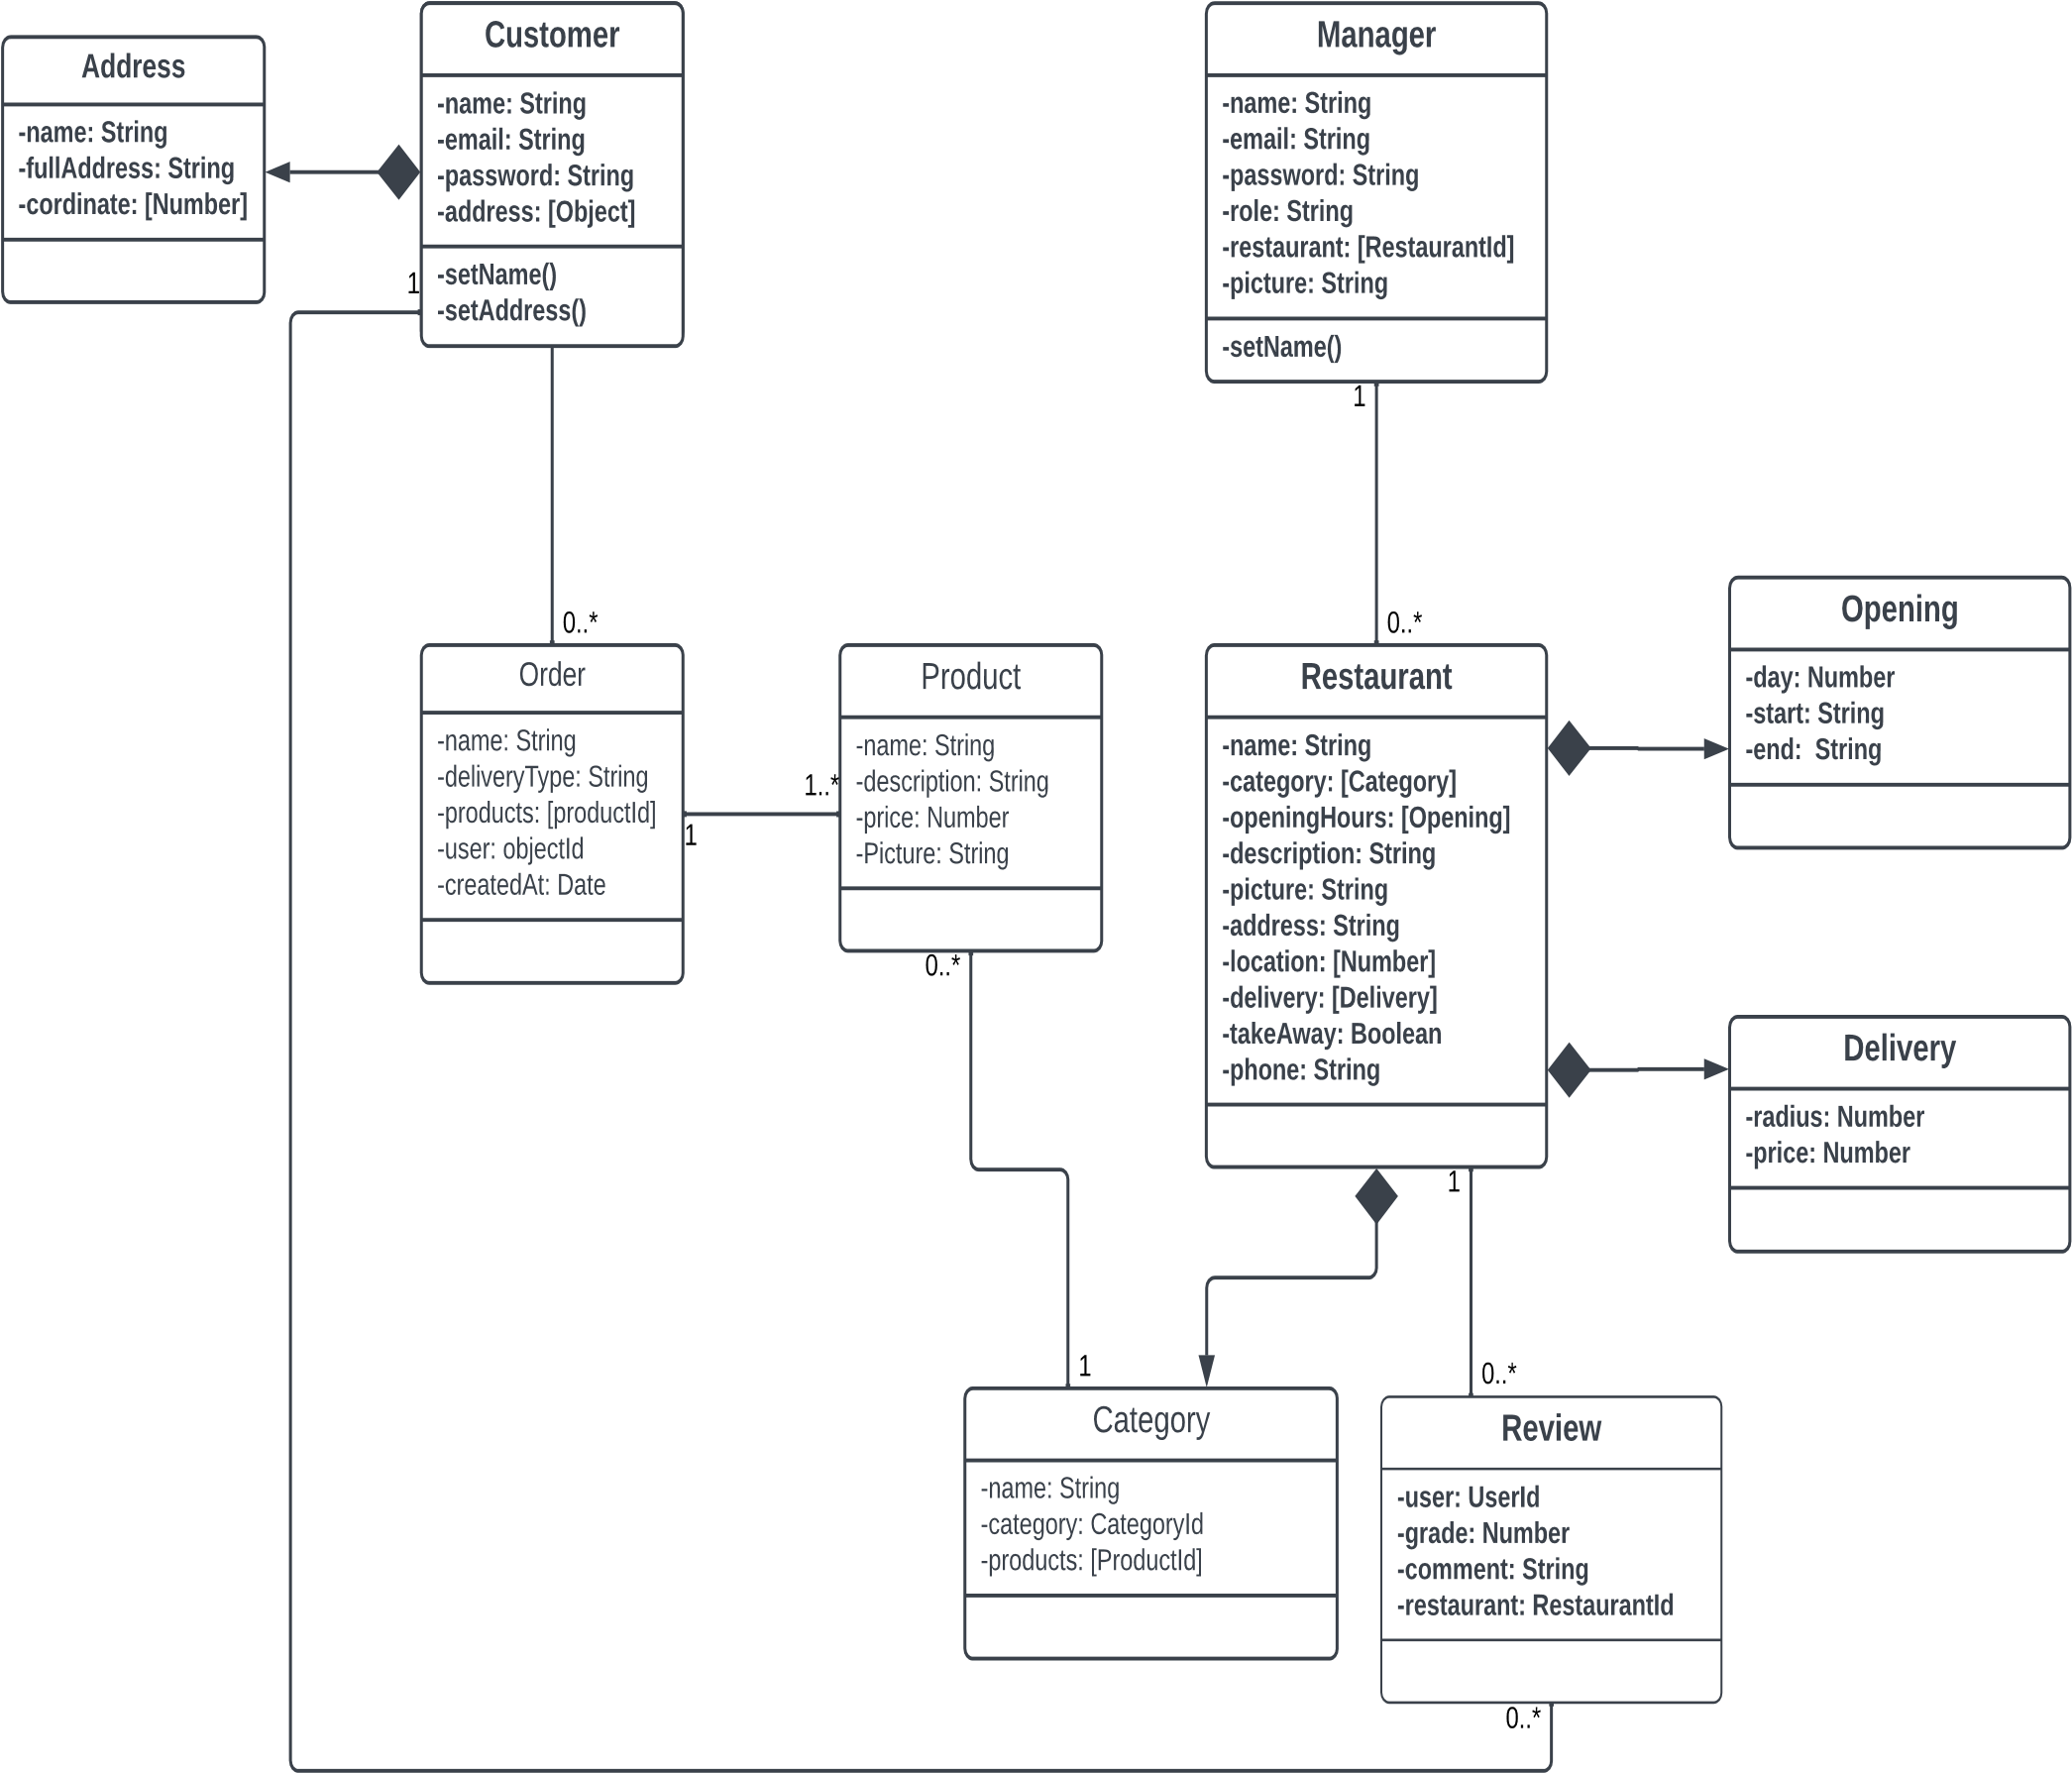 Address
-name: String
-fullAddress: String
-cordinate: [Number]
Customer
-name: String
-email: String
-password: String
-address: [Object]
-setName()
-setAddress()
1
0..*
Manager
-name: String
-email: String
-password: String
-role: String
-restaurant: [RestaurantId]
-picture: String
-setName()
1
0..*
Order
-name: String
-deliveryType: String
-products: [productId]
-user: objectId
-createdAt: Date
1
1..*
Product
-name: String
-description: String
-price: Number
-Picture: String
0..*
1
Restaurant
-name: String
-category: [Category]
-openingHours: [Opening]
-description: String
-picture: String
-address: String
-location: [Number]
-delivery: [Delivery]
-takeAway: Boolean
-phone: String
1
0..*
Opening
-day: Number
-start: String
-end:  String
Delivery
-radius: Number
-price: Number
Category
-name: String
-category: CategoryId
-products: [ProductId]
Review
-user: UserId
-grade: Number
-comment: String
-restaurant: RestaurantId
0..*